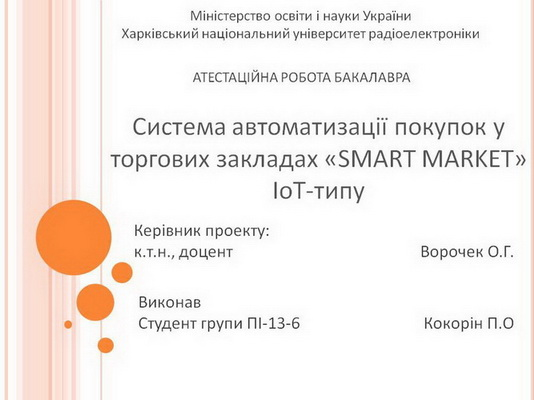 Міністерство освіти і науки України
Харківський національний університет радіоелектроніки
АТЕСТАЦІЙНА РОБОТА БАКАЛАВРА
Система автоматизації покупок у
торгових закладах «SMART MARKET»
IoT-типу
Керівник проекту:
к.т.н., доцент Ворочек О.Г.
Виконав
Студент групи ПІ-13-6 Кокорін П.О